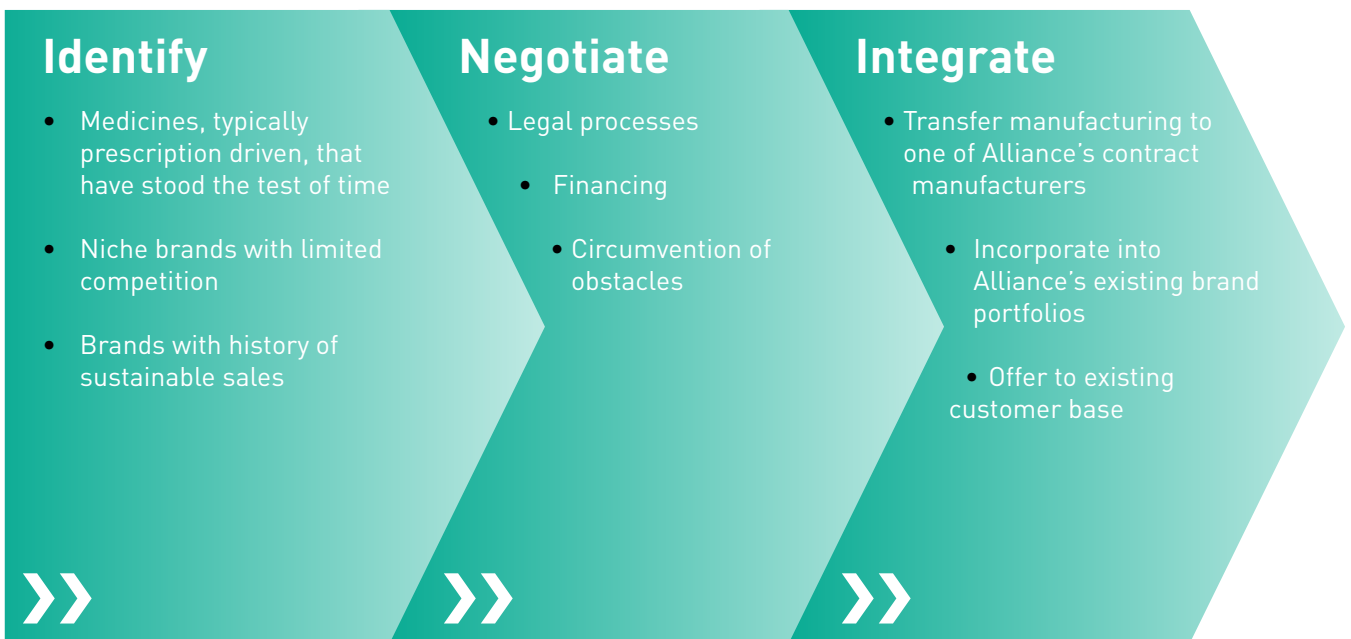 Identify
• Medicines, typically
prescription driven, that
have stood the test of time
• Niche brands with limited
competition
• Brands with history of
sustainable sales
Negotiate
• Legal processes
• Financing
• Circumvention of
obstacles
Integrate
• Transfer manufacturing to
one of Alliance’s contract
manufacturers
• Incorporate into
Alliance’s existing brand
portfolios
• Offer to existing
customer base